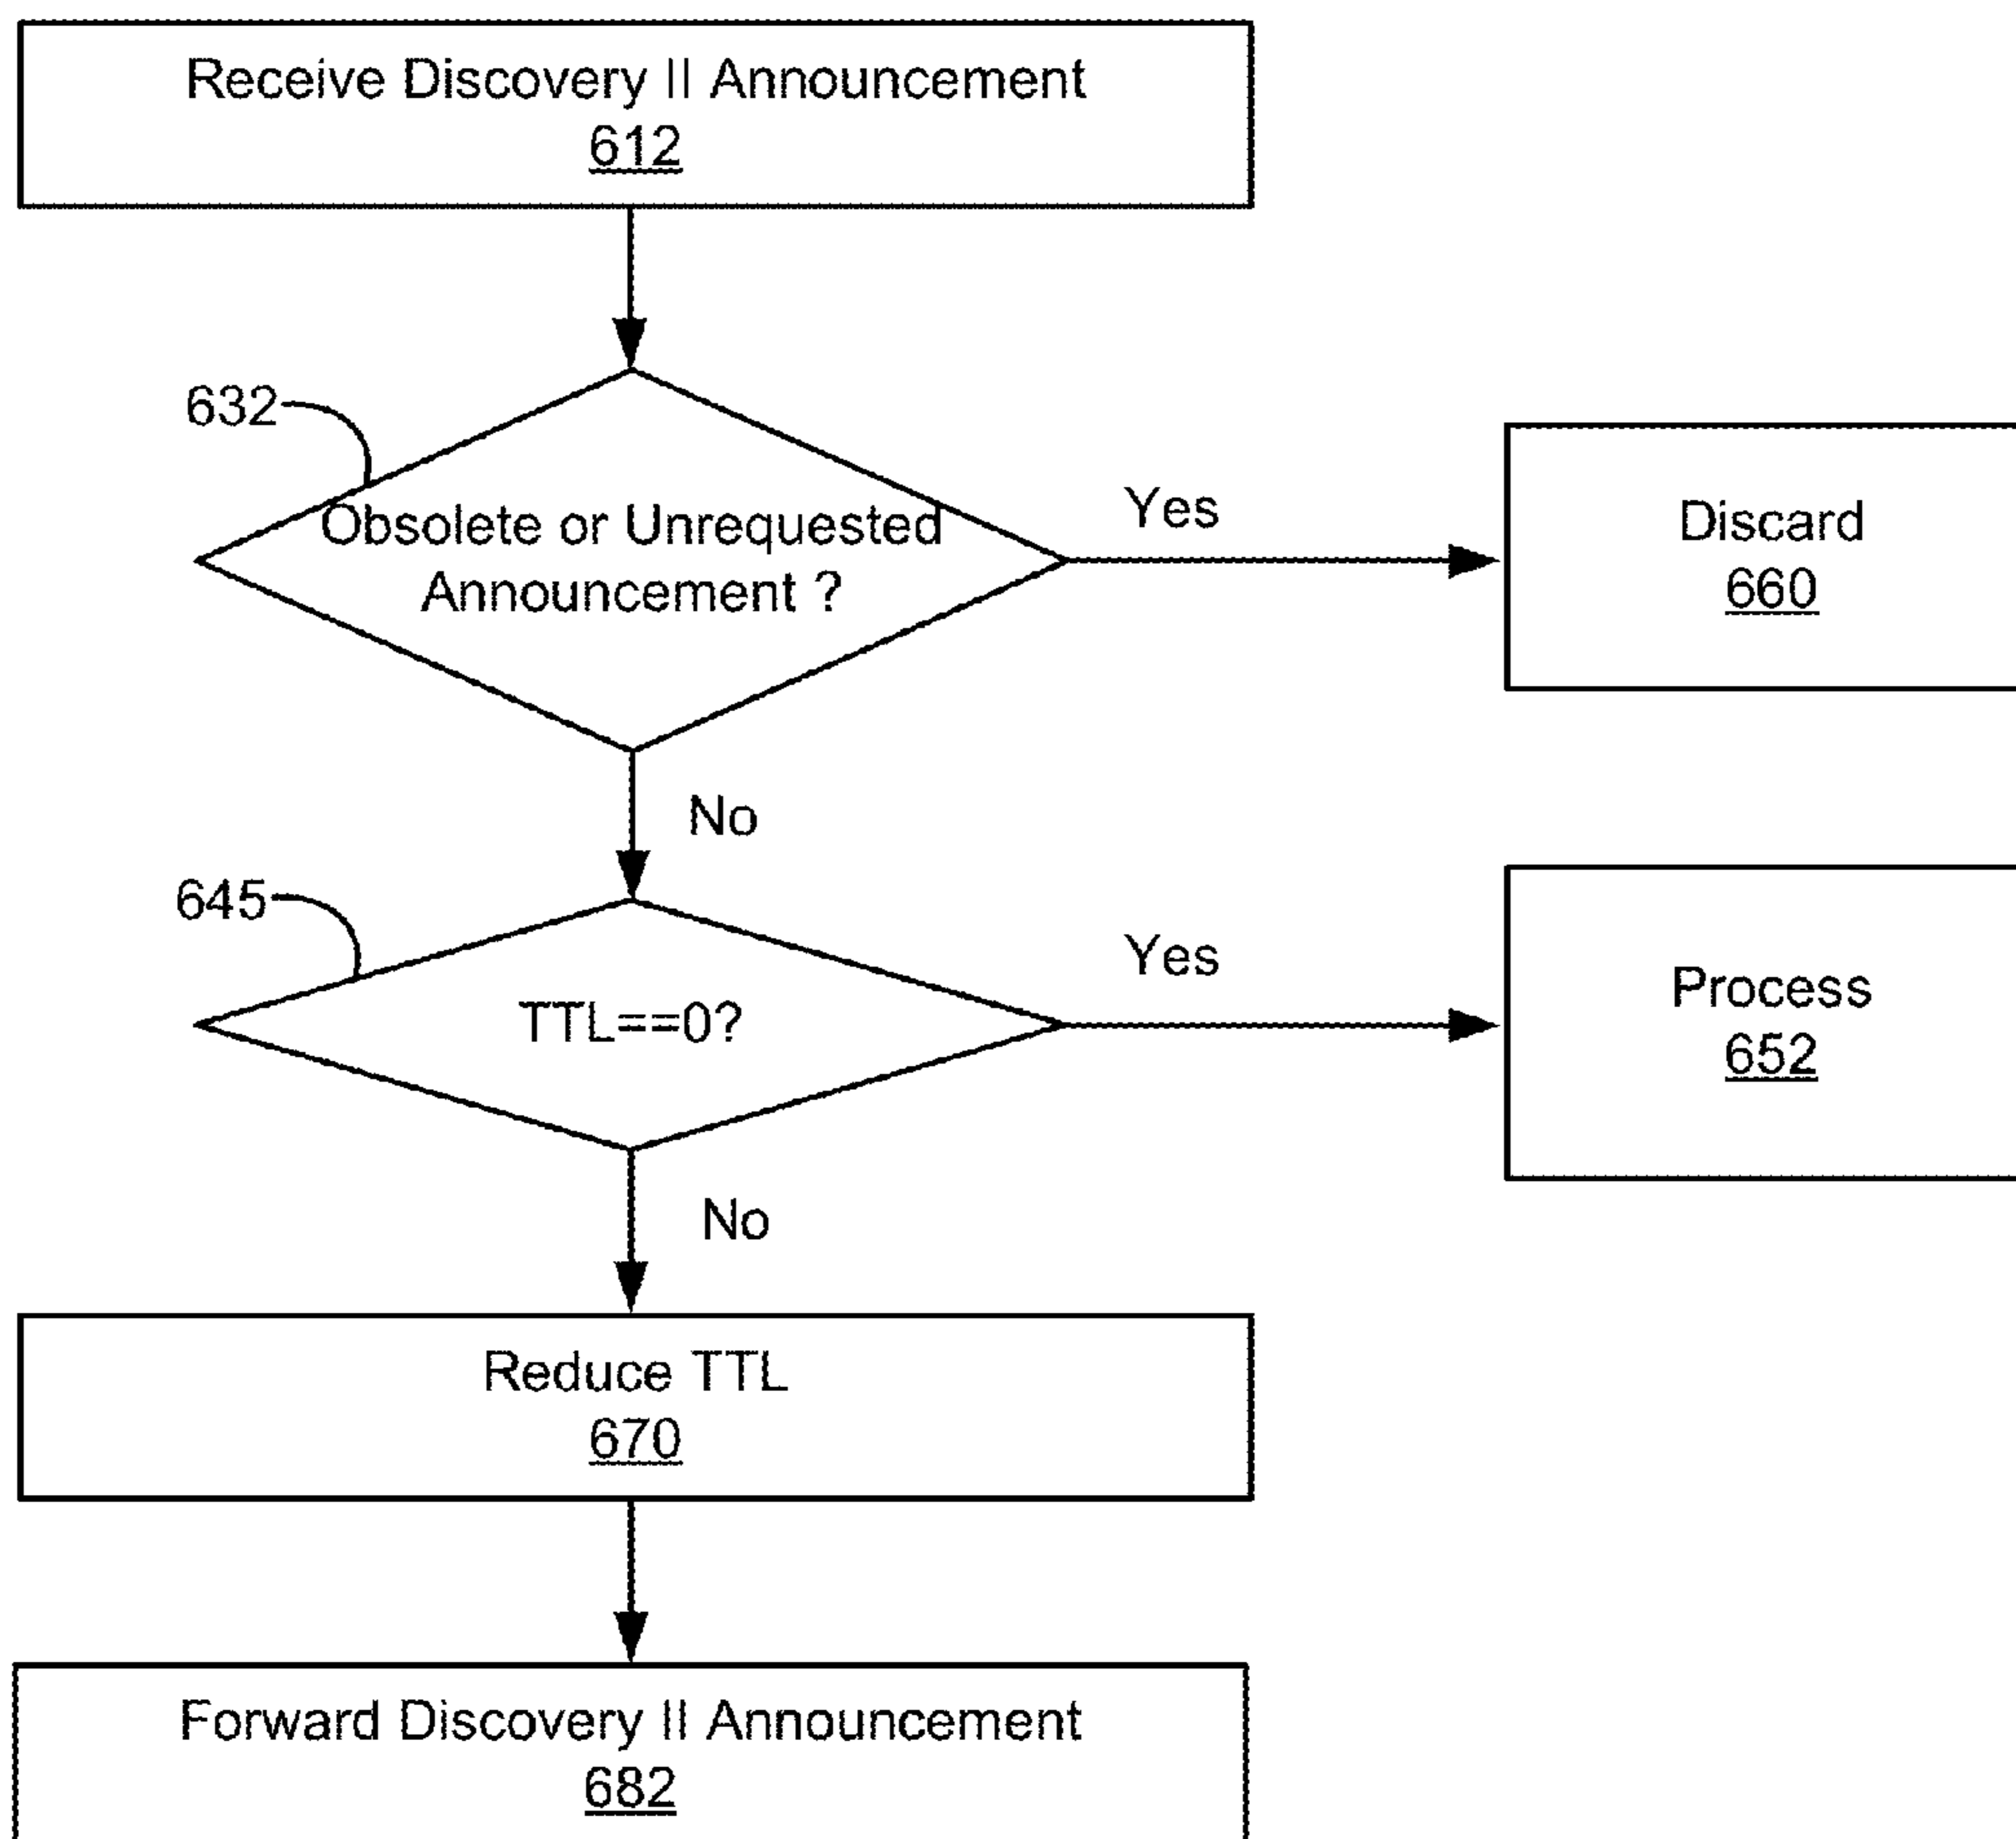 Receive Discovery II Announcement
612
632
Obsolete or Unrequested
Announcement ?
Yes
Discard
660
No
645
TTL==0?
Yes
Process
652
No
Reduce TTL
670
Forward Discovery II Announcement
682